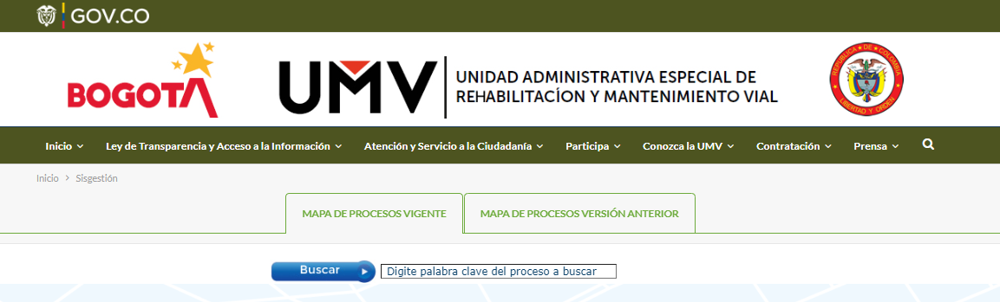 GOV.CO
BOGOTÁ
UMV
UNIDAD ADMINISTRATIVA ESPECIAL DE
REHABILITACÍON Y MANTENIMIENTO VIAL
REPÚBLICA DE COLOMBIA
LIBERTAD Y ORDEN
Inicio Ley de Transparencia y Acceso a la Información Atención y Servicio a la Ciudadanía Participa Conozca la UMV Contratación Prensa
Inicio > Sisgestión
MAPA DE PROCESOS VIGENTE MAPA DE PROCESOS VERSIÓN ANTERIOR
Buscar Digite palabra clave del proceso a buscar